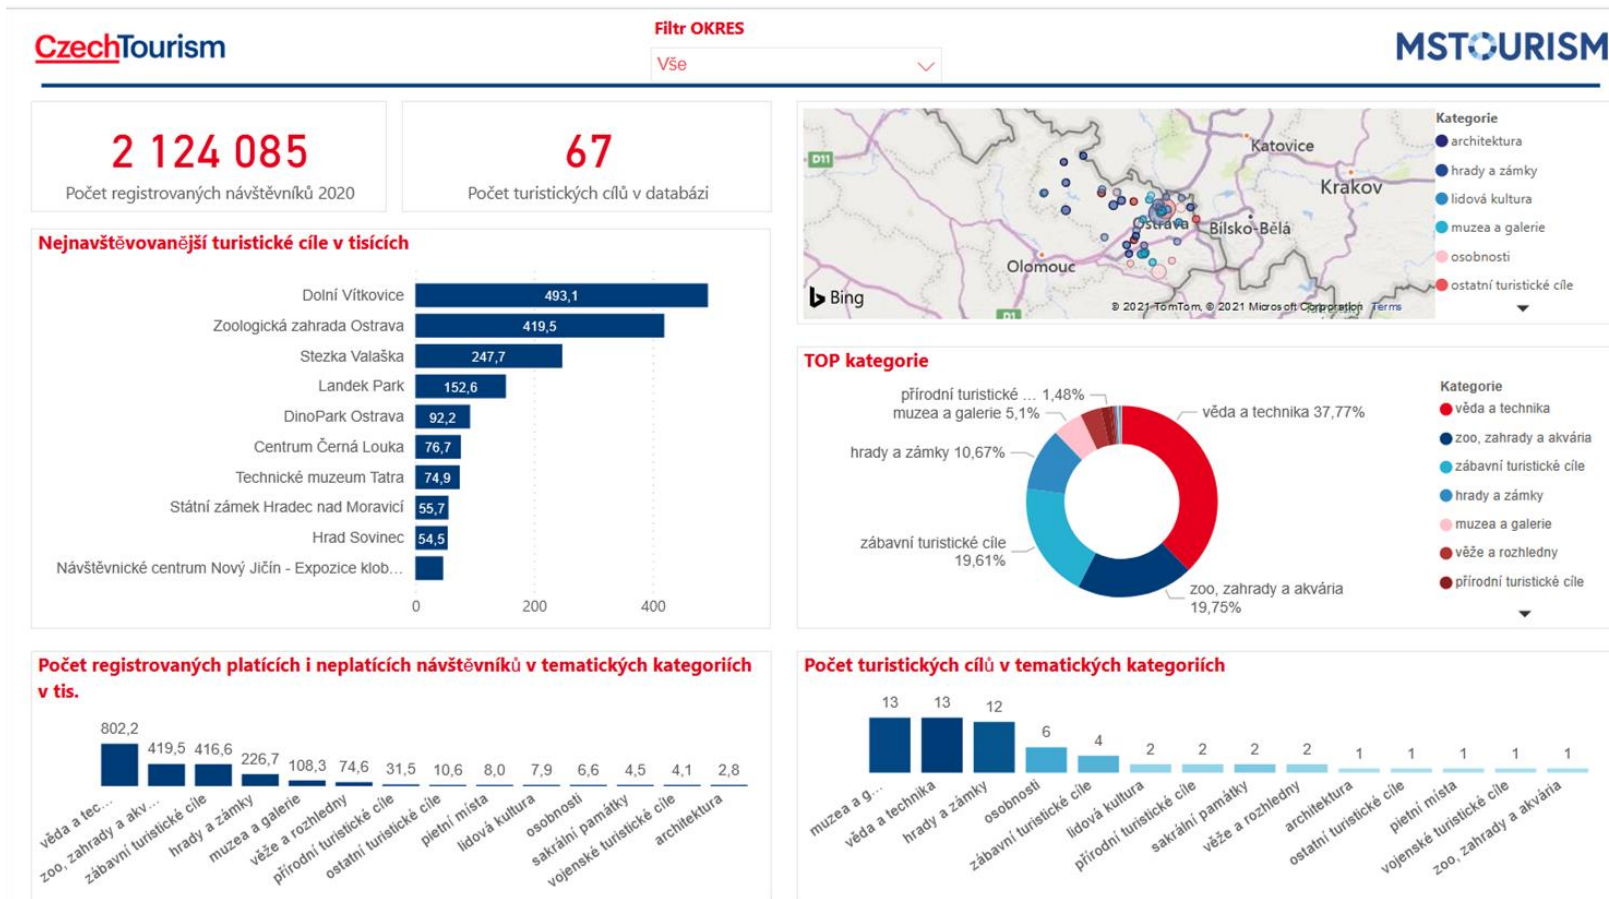 CzechTourism
Filtr OKRES
Vše
MSTOURISM
2 124 085
Počet registrovaných návštěvníků 2020
67
Počet turistických cílů v databázi
D11
Katovice
Krakov
Ostrava
Bílsko-Bělá
Olomouc
Bing
D1
© 2021 TomTom, © 2021 Microsoft Corporation Terms
Kategorie
architektura
hrady a zámky
lidová kultura
muzea a galerie
osobnosti
ostatní turistické cíle
Nejnavštěvovanější turistické cíle v tisících
Dolní Vítkovice 493,1
Zoologická zahrada Ostrava 419,5
Stezka Valaška 247,7
Landek Park 152,6
DinoPark Ostrava 92,2
Centrum Černá Louka 76,7
Technické muzeum Tatra 74,9
Státní zámek Hradec nad Moravicí 55,7
Hrad Sovinec 54,5
Návštěvnické centrum Nový Jičín - Expozice klob...
0 200 400
TOP kategorie
přírodní turistické ... 1,48%
muzea a galerie 5,1%
věda a technika 37,77%
hrady a zámky 10,67%
zábavní turistické cíle
19,61%
zoo, zahrady a akvária
19,75%
Kategorie
věda a technika
zoo, zahrady a akvária
zábavní turistické cíle
hrady a zámky
muzea a galerie
věže a rozhledny
přírodní turistické cíle
Počet registrovaných platících i neplatících návštěvníků v tematických kategoriích
v tis.
802,2 419,5 416,6 226,7 108,3 74,6 31,5 10,6 8,0 7,9 6,6 4,5 4,1 2,8
věda a tec...
zoo, zahrady a akv...
zábavní turistické cíle
hrady a zámky
muzea a galerie
věže a rozhledny
přírodní turistické cíle
ostatní turistické cíle
pietní místa
lidová kultura
osobnosti
sakrální památky
vojenské turistické cíle
architektura
Počet turistických cílů v tematických kategoriích
13 13 12 6 4 2 2 2 2 1 1 1 1 1
muzea a g...
věda a technika
hrady a zámky
osobnosti
zábavní turistické cíle
lidová kultura
přírodní turistické cíle
sakrální památky
věže a rozhledny
architektura
ostatní turistické cíle
pietní místa
vojenské turistické cíle
zoo, zahrady a akvária